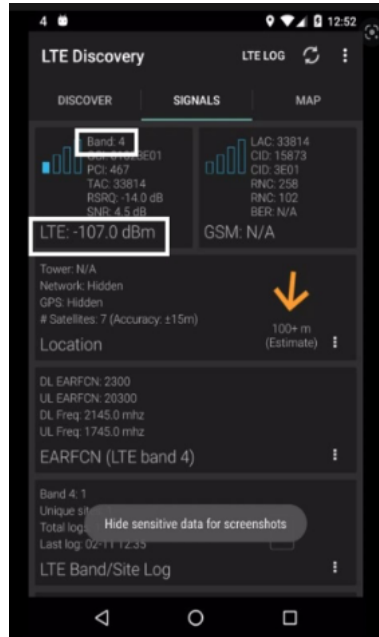 4
12:52
LTE Discovery
LTE LOG
DISCOVER
SIGNALS
MAP
Band: 4
PCI: 467
TAC: 33814
RSRQ: -14.0 dB
SNR: 4.5 dB
LTE: -107.0 dBm
LAC: 33814
CID: 15873
CID: 3E01
RNC: 258
RNC: 102
BER: N/A
GSM: N/A
Tower: N/A
Network: Hidden
GPS: Hidden
# Satellites: 7 (Accuracy: ±15m)
Location
100+ m
(Estimate)
DL EARFCN: 2300
UL EARFCN: 20300
DL Freq: 2145.0 mhz
UL Freq: 1745.0 mhz
EARFCN (LTE band 4)
Band 4: 1
Unique
Total
Hide sensitive data for screenshots
Last log: 02-11 12:35
LTE Band/Site Log